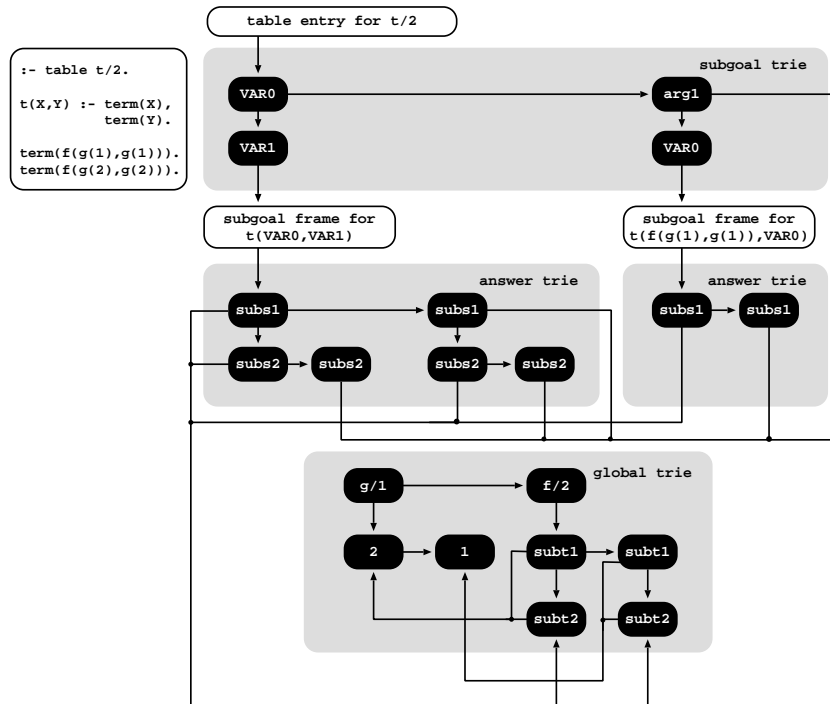 table entry for t/2
:- table t/2.
t(X,Y) :- term(X),
term(Y).
term(f(g(1),g(1))).
term(f(g(2),g(2))).
subgoal trie
VAR0
arg1
VAR1
VAR0
subgoal frame for
t(VAR0,VAR1)
subgoal frame for
t(f(g(1),g(1)),VAR0)
answer trie
subs1
subs1
subs2
subs2
subs2
subs2
answer trie
subs1
subs1
global trie
g/1
f/2
2
1
subt1
subt1
subt2
subt2